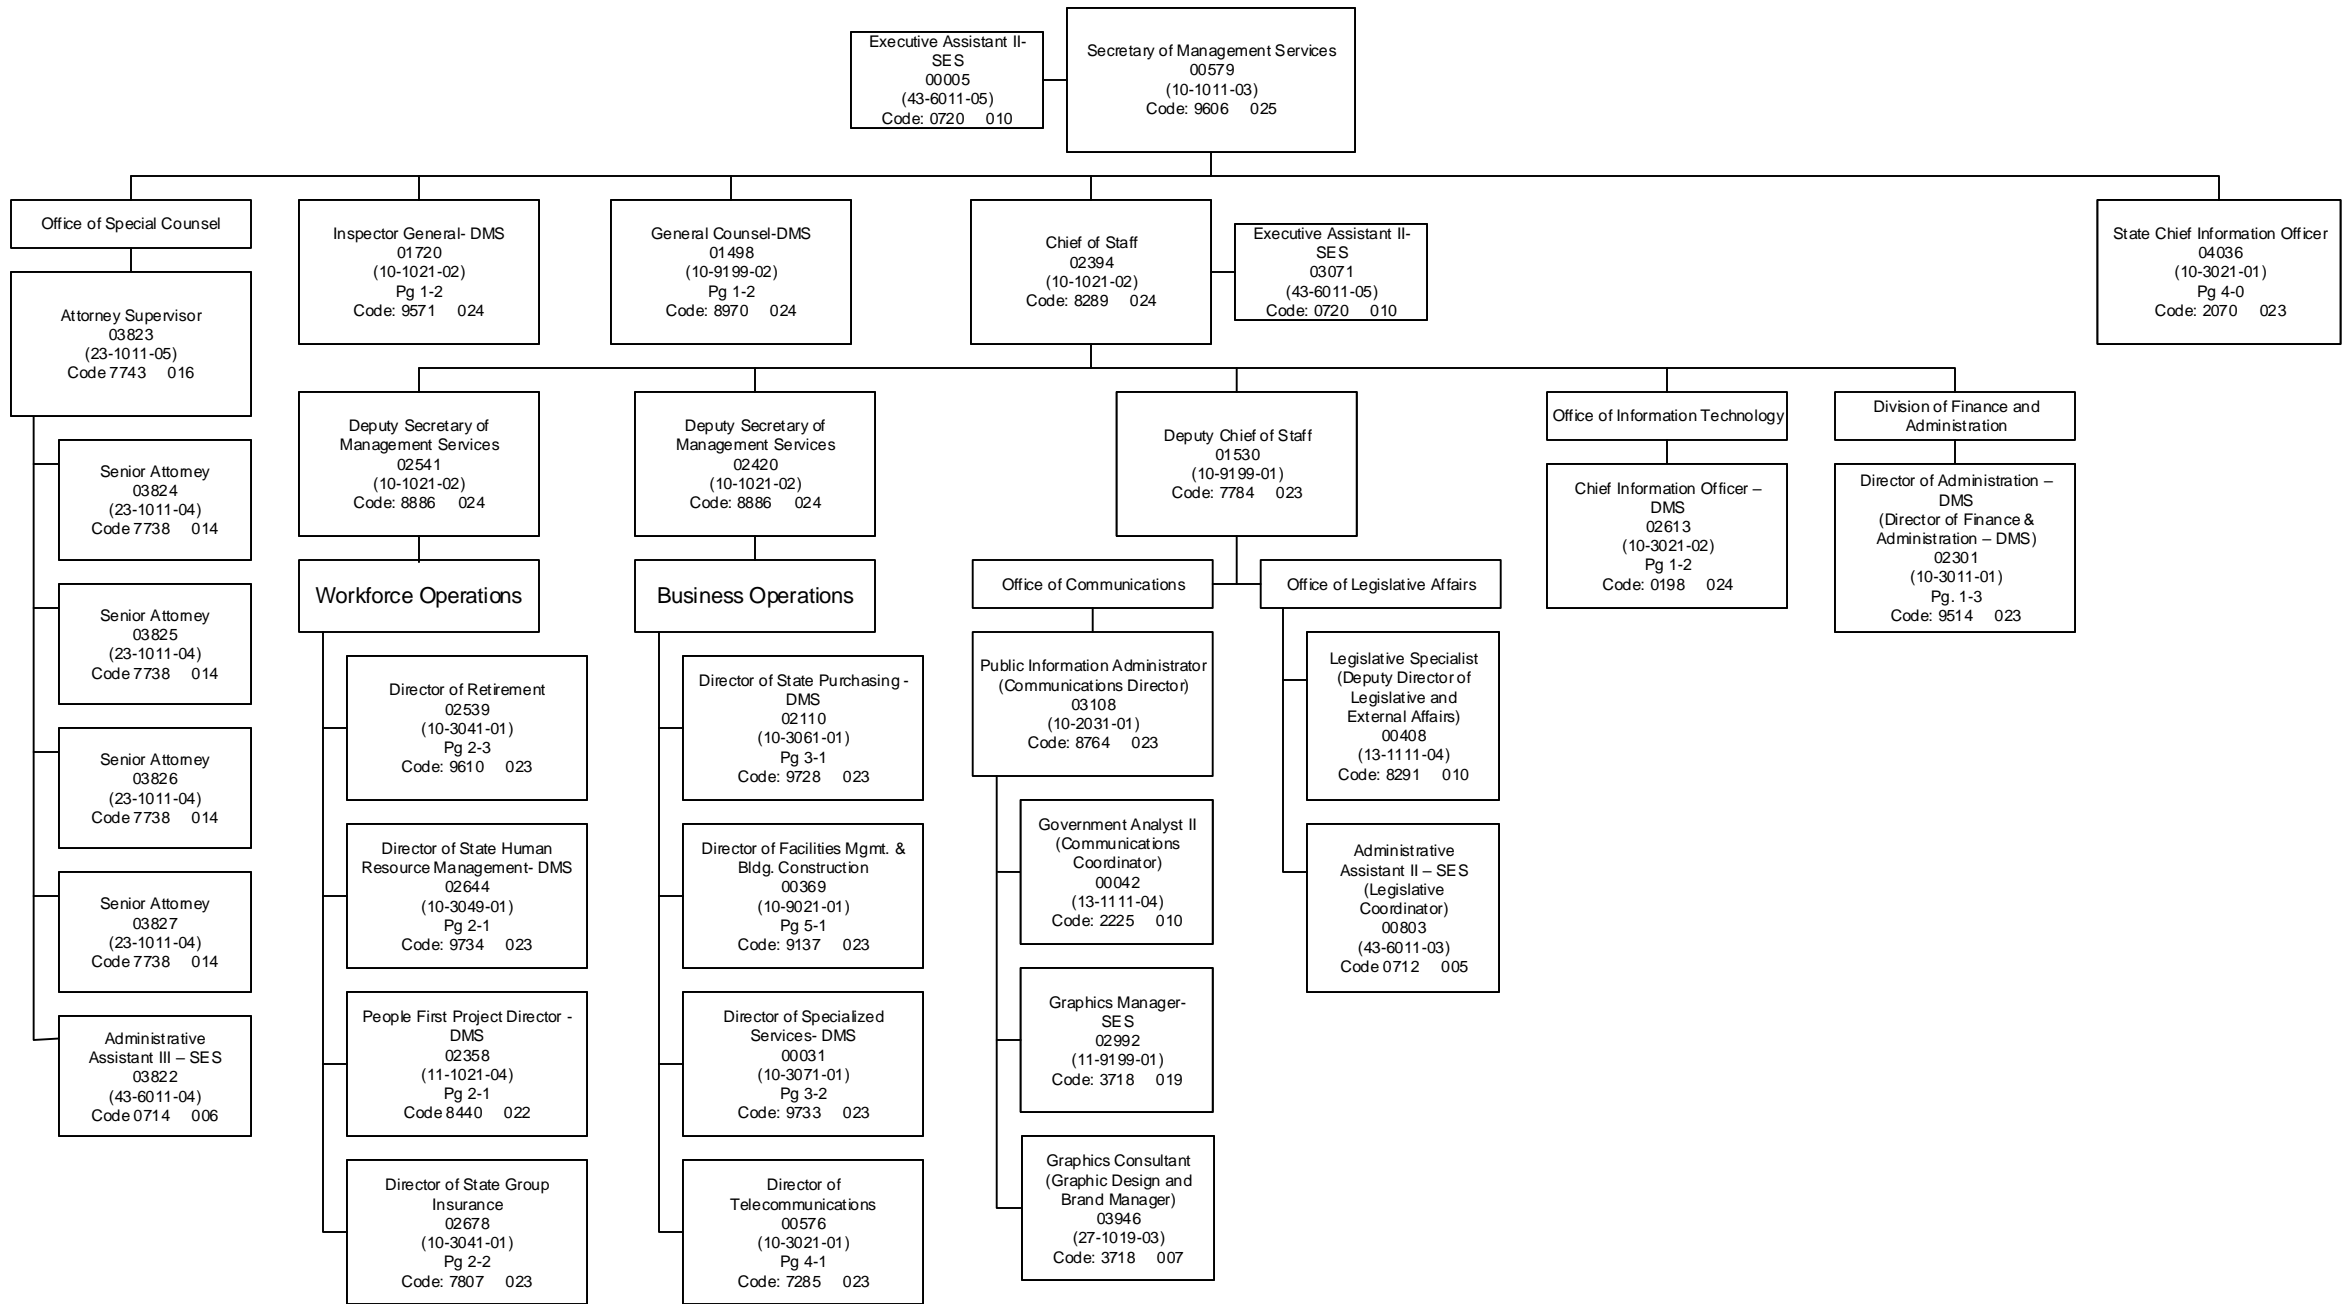 Executive Assistant II-
SES
00005
(43-6011-05)
Code: 0720 010
Secretary of Management Services
00579
(10-1011-03)
Code: 9606 025
Office of Special Counsel
Attorney Supervisor
03823
(23-1011-05)
Code 7743 016
Senior Attorney
03824
(23-1011-04)
Code 7738 014
Senior Attorney
03825
(23-1011-04)
Code 7738 014
Senior Attorney
03826
(23-1011-04)
Code 7738 014
Senior Attorney
03827
(23-1011-04)
Code 7738 014
Administrative
Assistant III – SES
03822
(43-6011-04)
Code 0714 006
Inspector General- DMS
01720
(10-1021-02)
Pg 1-2
Code: 9571 024
General Counsel-DMS
01498
(10-9199-02)
Pg 1-2
Code: 8970 024
Chief of Staff
02394
(10-1021-02)
Code: 8289 024
Executive Assistant II-
SES
03071
(43-6011-05)
Code: 0720 010
State Chief Information Officer
04036
(10-3021-01)
Pg 4-0
Code: 2070 023
Deputy Secretary of
Management Services
02541
(10-1021-02)
Code: 8886 024
Workforce Operations
Director of Retirement
02539
(10-3041-01)
Pg 2-3
Code: 9610 023
Director of State Human
Resource Management- DMS
02644
(10-3049-01)
Pg 2-1
Code: 9734 023
People First Project Director -
DMS
02358
(11-1021-04)
Pg 2-1
Code 8440 022
Director of State Group
Insurance
02678
(10-3041-01)
Pg 2-2
Code: 7807 023
Deputy Secretary of
Management Services
02420
(10-1021-02)
Code: 8886 024
Business Operations
Director of State Purchasing -
DMS
02110
(10-3061-01)
Pg 3-1
Code: 9728 023
Director of Facilities Mgmt. &
Bldg. Construction
00369
(10-9021-01)
Pg 5-1
Code: 9137 023
Director of Specialized
Services- DMS
00031
(10-3071-01)
Pg 3-2
Code: 9733 023
Director of
Telecommunications
00576
(10-3021-01)
Pg 4-1
Code: 7285 023
Deputy Chief of Staff
01530
(10-9199-01)
Code: 7784 023
Office of Communications
Public Information Administrator
(Communications Director)
03108
(10-2031-01)
Code: 8764 023
Government Analyst II
(Communications
Coordinator)
00042
(13-1111-04)
Code: 2225 010
Graphics Manager-
SES
02992
(11-9199-01)
Code: 3718 019
Graphics Consultant
(Graphic Design and
Brand Manager)
03946
(27-1019-03)
Code: 3718 007
Office of Legislative Affairs
Legislative Specialist
(Deputy Director of
Legislative and
External Affairs)
00408
(13-1111-04)
Code: 8291 010
Administrative
Assistant II – SES
(Legislative
Coordinator)
00803
(43-6011-03)
Code 0712 005
Office of Information Technology
Chief Information Officer –
DMS
02613
(10-3021-02)
Pg 1-2
Code: 0198 024
Division of Finance and
Administration
Director of Administration –
DMS
(Director of Finance &
Administration – DMS)
02301
(10-3011-01)
Pg. 1-3
Code: 9514 023